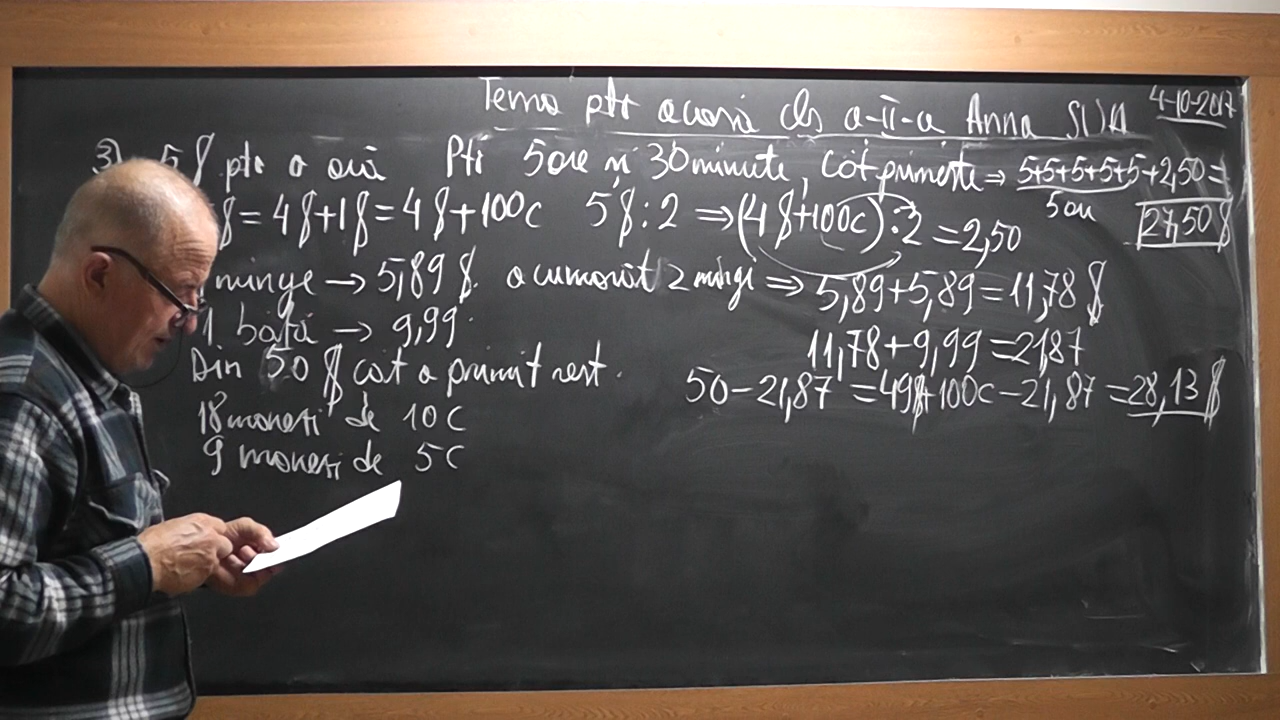 Tema ptr acasă cls a-II-a Anna SUA
4-10-2017
3) 5$ ptr o oră Ptr 5 ore și 30 minute, cât primește ⇒ 5+5+5+5+5+2,50=
5 ore
27,50$
$=4$+1$=4$+100c 5$:2 ⇒(4$+100c):2=2,50
minge → 5,89$. a cumpărat 2 mingi ⇒ 5,89+5,89=11,78$
1 bâtă → 9,99. 11,78+9,99=21,87
Din 50$ cât a primit rest. 50-21,87=49$+100c-21,87=28,13$
18 monezi de 10c
9 monezi de 5c